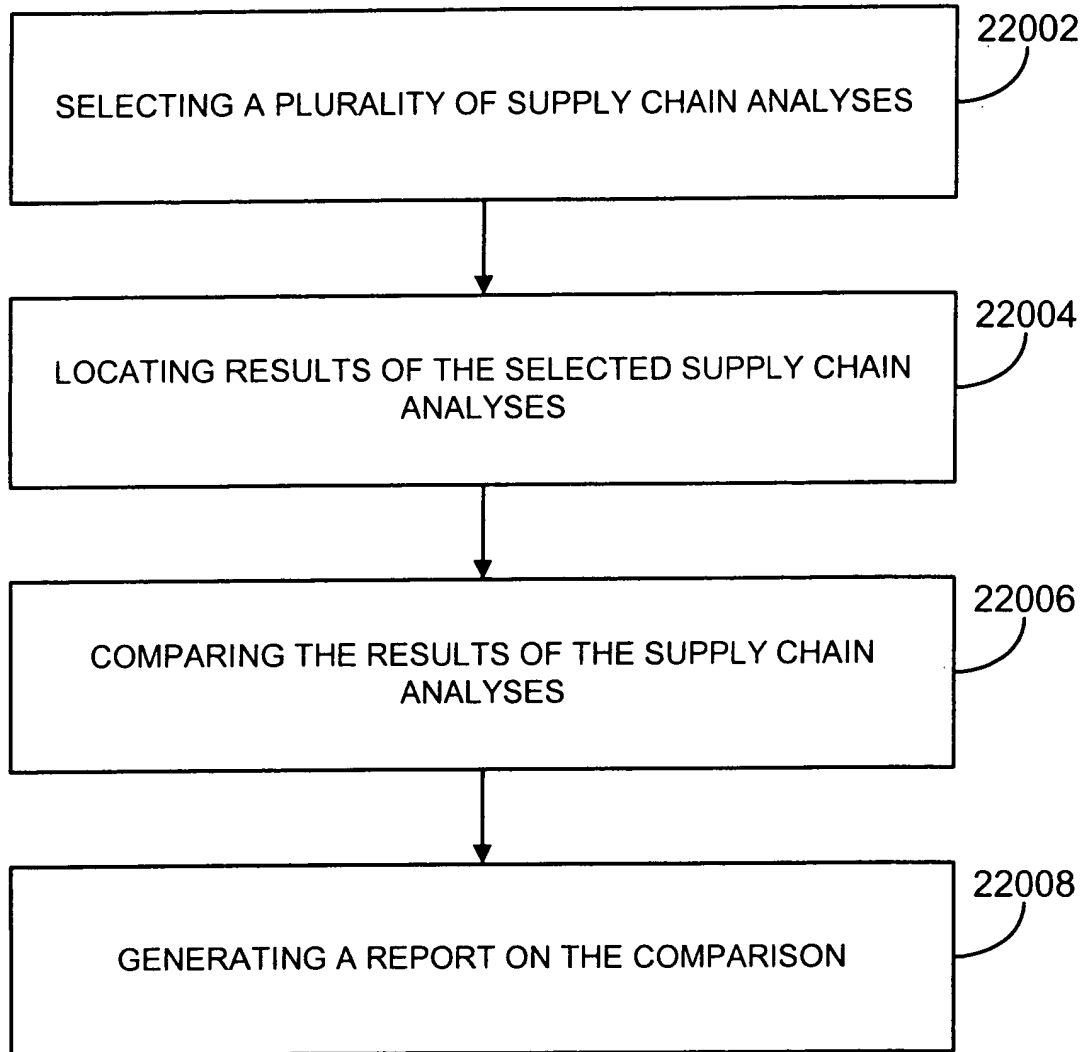 22002
SELECTING A PLURALITY OF SUPPLY CHAIN ANALYSES
22004
LOCATING RESULTS OF THE SELECTED SUPPLY CHAIN
ANALYSES
22006
COMPARING THE RESULTS OF THE SUPPLY CHAIN
ANALYSES
22008
GENERATING A REPORT ON THE COMPARISON